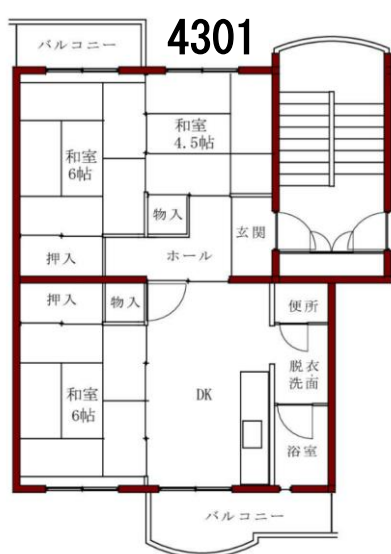 4301
バルコニー
和室
4.5帖
和室
6帖
物入
玄関
押入
ホール
押入
物入
便所
脱衣
洗面
和室
6帖
DK
浴室
バルコニー